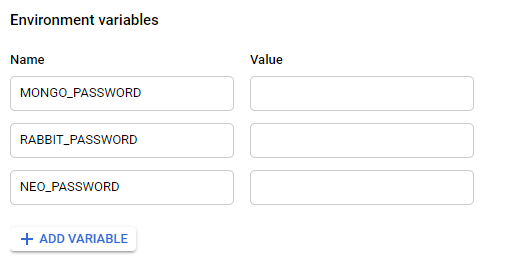 Environment variables
Name Value
MONGO_PASSWORD
RABBIT_PASSWORD
NEO_PASSWORD
+ ADD VARIABLE